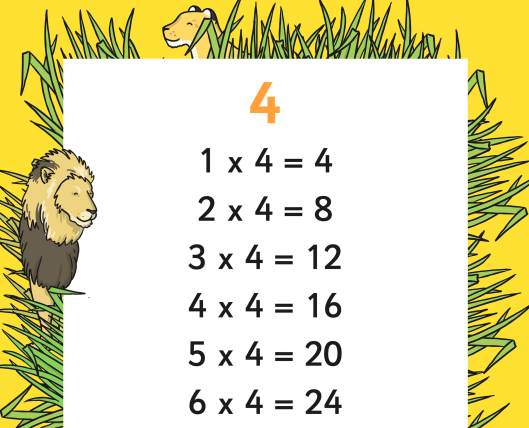 4
1 x 4 = 4
2 x 4 = 8
3 x 4 = 12
4 x 4 = 16
5 x 4 = 20
6 x 4 = 24